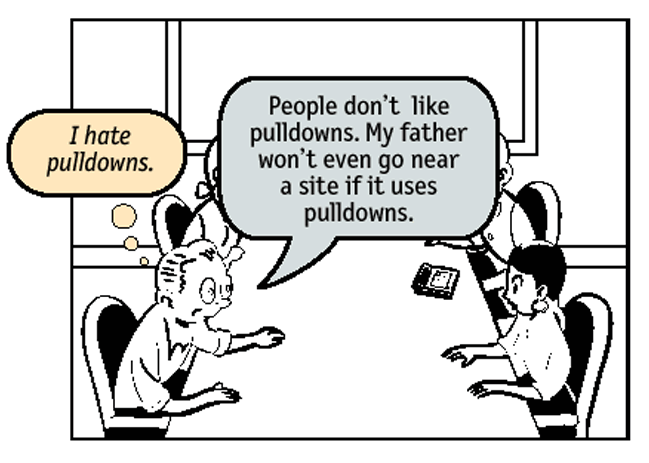 I hate
pulldowns.
People don't like
pulldowns. My father
won't even go near
a site if it uses
pulldowns.